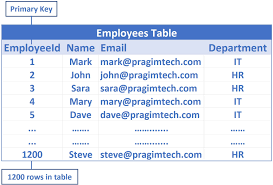 Primary Key
Employees Table
EmployeeId Name Email Department
1 Mark mark@pragimtech.com IT
2 John john@pragimtech.com HR
3 Sara sara@pragimtech.com HR
4 Mary mary@pragimtech.com IT
5 Dave dave@pragimtech.com IT
... ....... ................ ...
... ....... ................ ...
1200 Steve steve@pragimtech.com HR
1200 rows in table